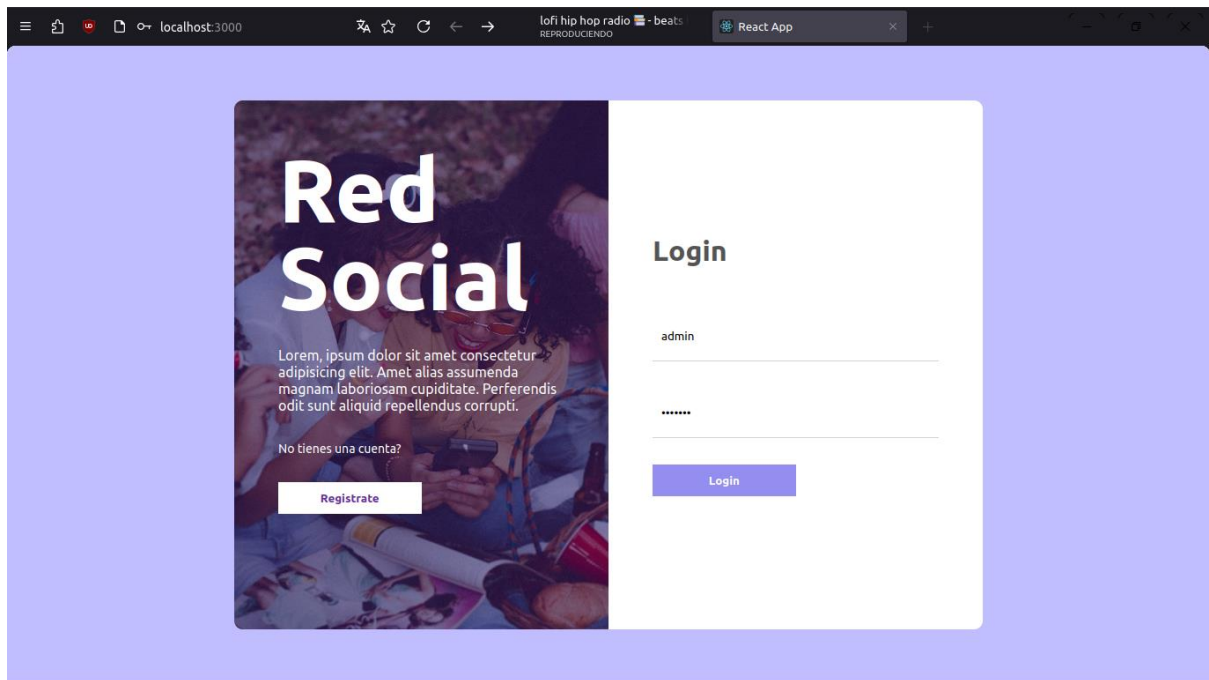 localhost:3000
lofi hip hop radio 📚 - beats
REPRODUCIENDO
React App
Red
Social
Lorem, ipsum dolor sit amet consectetur
adipisicing elit. Amet alias assumenda
magnam laboriosam cupiditate. Perferendis
odit sunt aliquid repellendus corrupti.
No tienes una cuenta?
Registrate
Login
admin
•••••••
Login